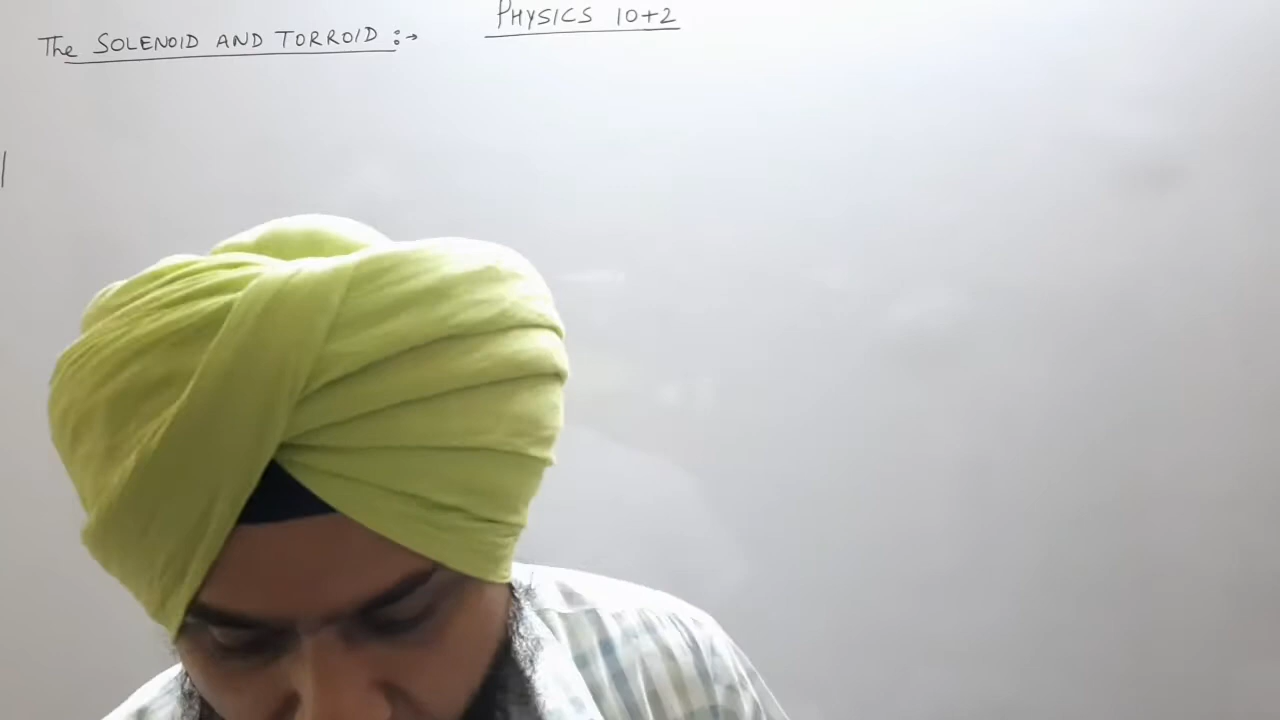 PHYSICS 10+2
The SOLENOID AND TORROID :→